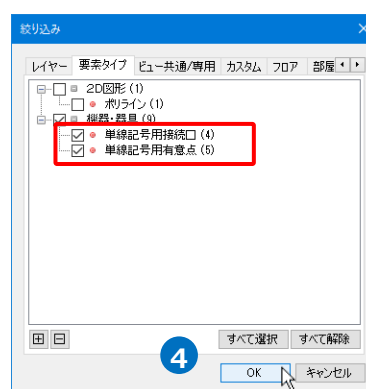 絞り込み
レイヤー 要素タイプ ビュー共通/専用 カスタム フロア 部屋
2D図形 (1)
ポリライン (1)
機器・器具 (9)
単線記号用接続口 (4)
単線記号用有意点 (5)
すべて選択 すべて解除
4
OK キャンセル